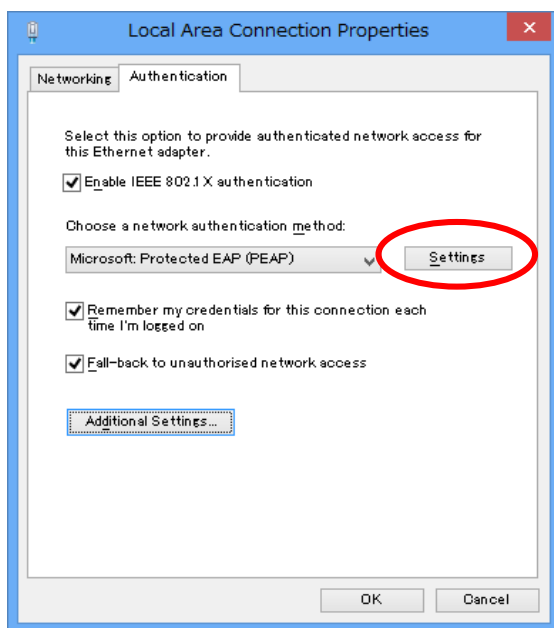 Local Area Connection Properties
Networking Authentication
Select this option to provide authenticated network access for
this Ethernet adapter.
Enable IEEE 802.1X authentication
Choose a network authentication method:
Microsoft: Protected EAP (PEAP) Settings
Remember my credentials for this connection each
time I'm logged on
Fall-back to unauthorised network access
Additional Settings...
OK Cancel